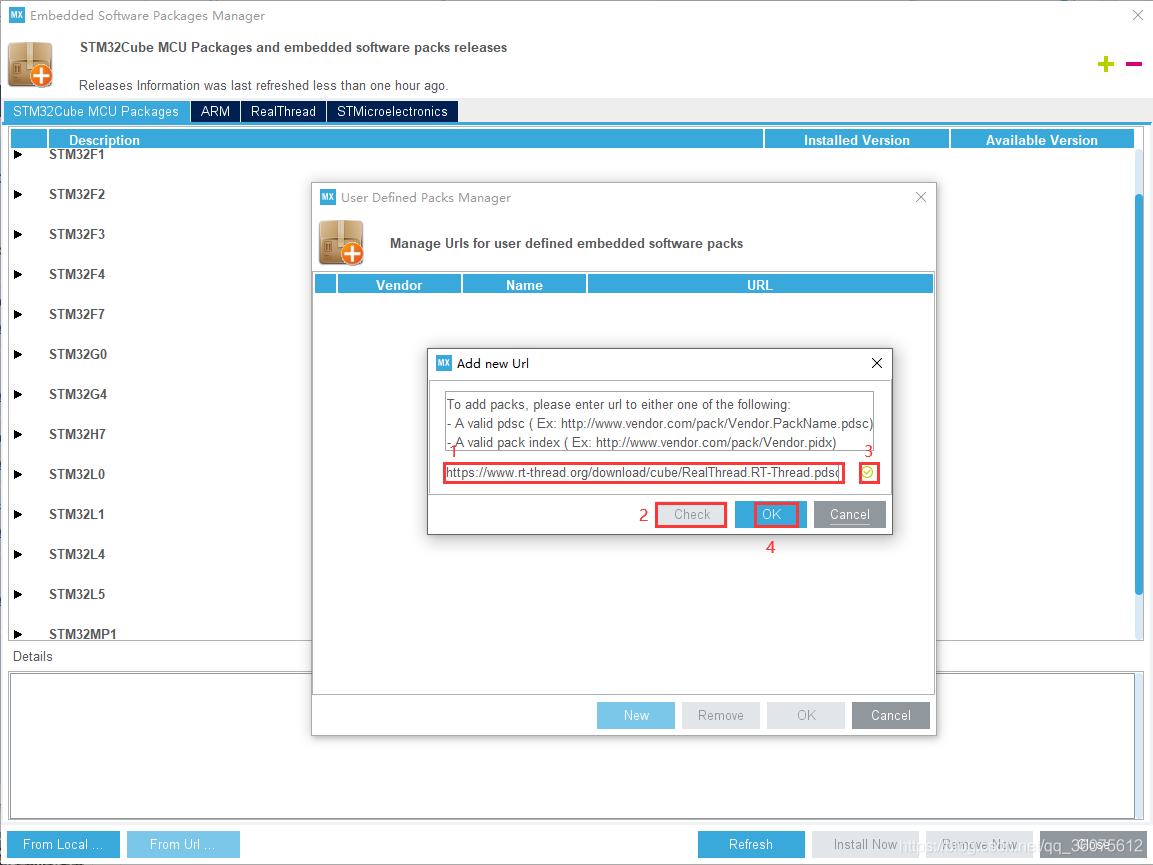 MX Embedded Software Packages Manager
STM32Cube MCU Packages and embedded software packs releases
Releases Information was last refreshed less than one hour ago.
STM32Cube MCU Packages ARM RealThread STMicroelectronics
Description Installed Version Available Version
STM32F1
STM32F2
STM32F3
STM32F4
STM32F7
STM32G0
STM32G4
STM32H7
STM32L0
STM32L1
STM32L4
STM32L5
STM32MP1
MX User Defined Packs Manager
Manage Urls for user defined embedded software packs
Vendor Name URL
MX Add new Url
To add packs, please enter url to either one of the following:
- A valid pdsc ( Ex: http://www.vendor.com/pack/Vendor.PackName.pdsc)
- A valid pack index ( Ex: http://www.vendor.com/pack/Vendor.pidx)
1 3
https://www.rt-thread.org/download/cube/RealThread.RT-Thread.pdsc
2 Check OK Cancel
4
New Remove OK Cancel
Details
From Local ... From Url ... Refresh Install Now Remove Now Close
https://blog.csdn.net/qq_36075612